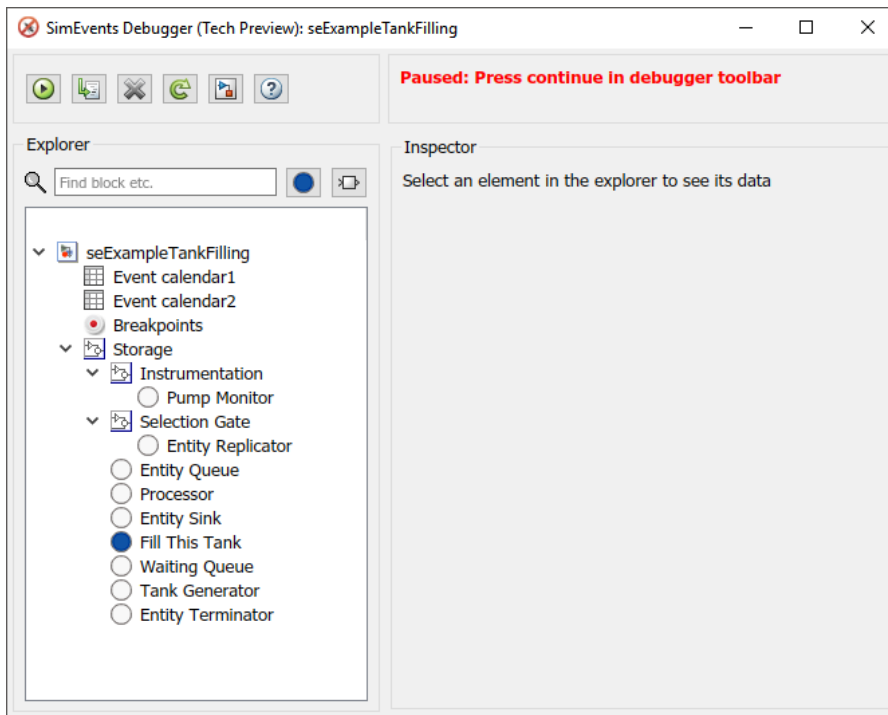 SimEvents Debugger (Tech Preview): seExampleTankFilling
Paused: Press continue in debugger toolbar
Explorer
Find block etc.
seExampleTankFilling
Event calendar1
Event calendar2
Breakpoints
Storage
Instrumentation
Pump Monitor
Selection Gate
Entity Replicator
Entity Queue
Processor
Entity Sink
Fill This Tank
Waiting Queue
Tank Generator
Entity Terminator
Inspector
Select an element in the explorer to see its data